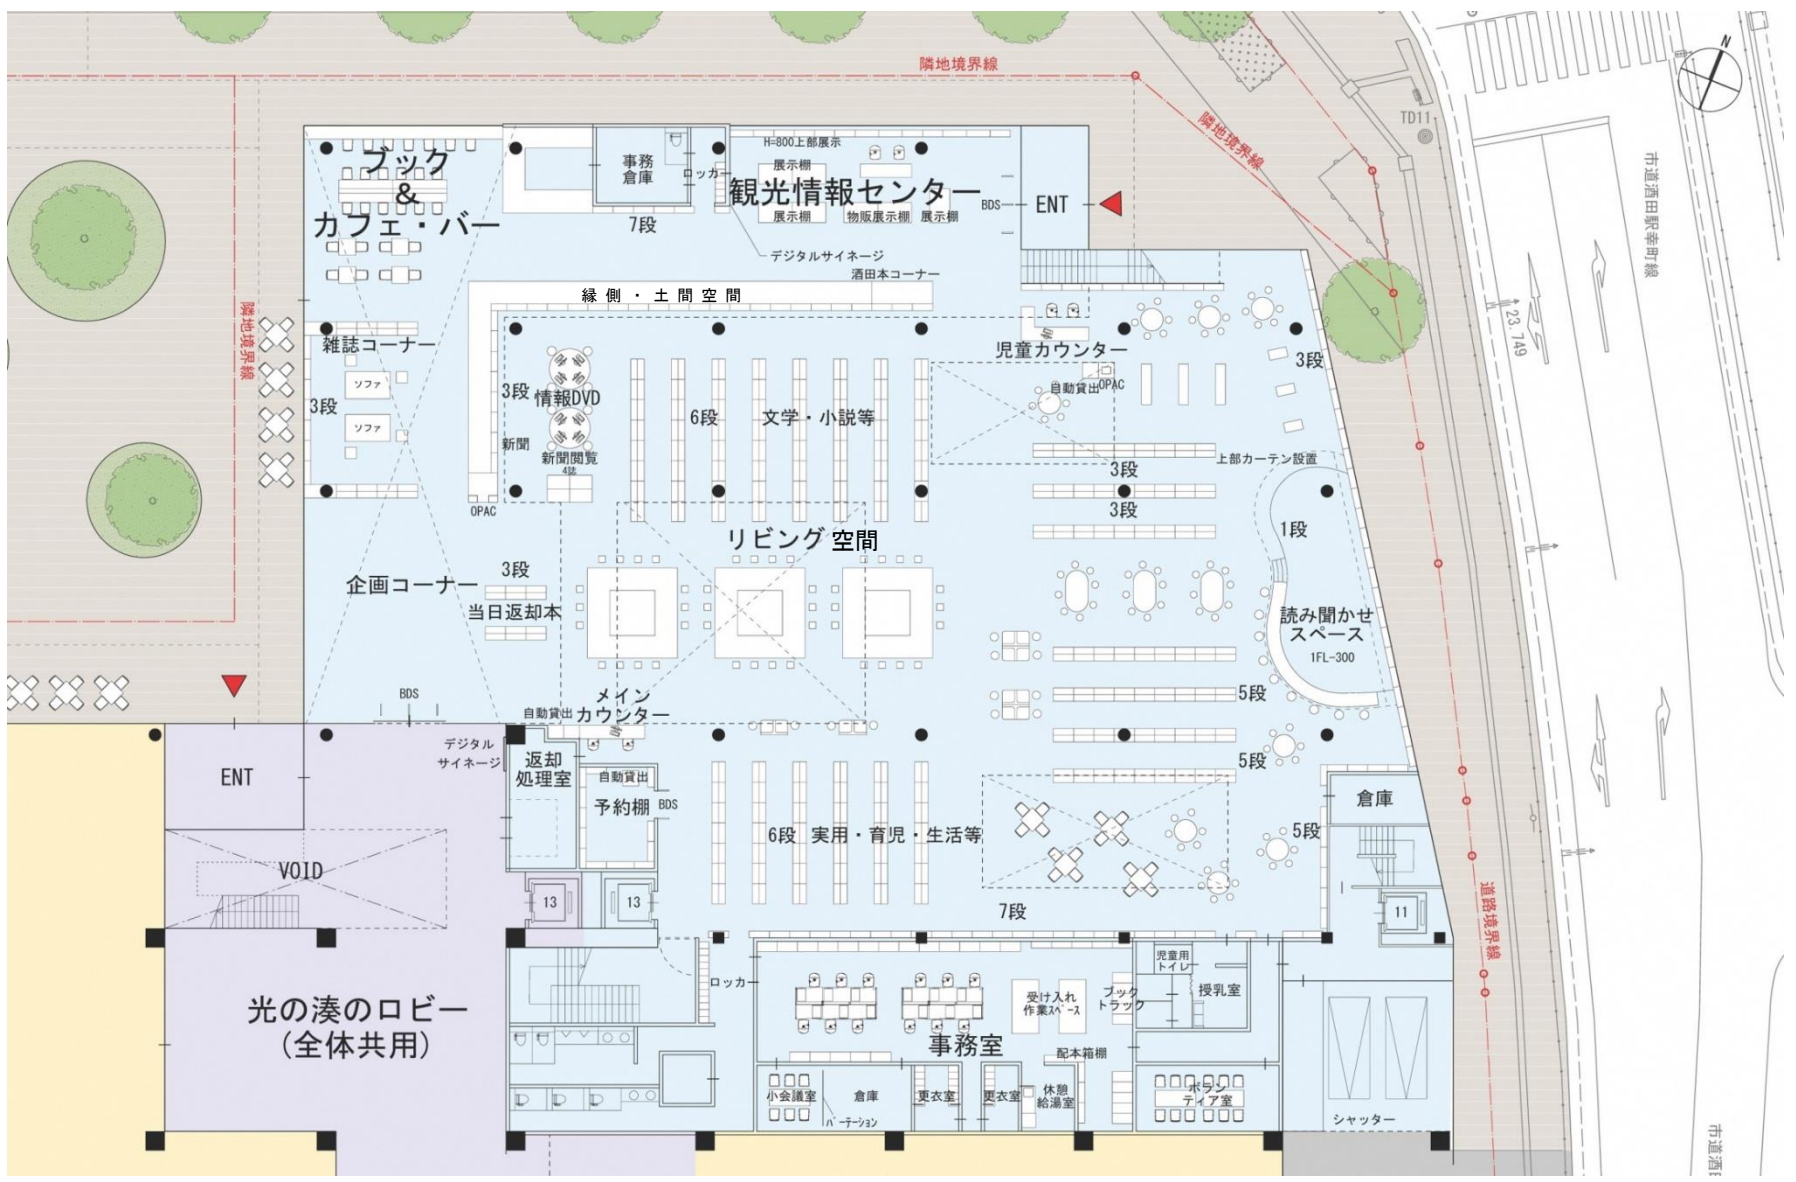 隣地境界線
N
TD11
隣地境界線
市道酒田駅幸町線
H=800上部展示
ブック
&
カフェ・バー
事務
倉庫
ロッカー
展示棚
観光情報センター
展示棚
物販展示棚
展示棚
BDS
ENT
7段
デジタルサイネージ
酒田本コーナー
縁側・土間空間
隣地境界線
23.749
雑誌コーナー
児童カウンター
3段
ソファ
3段
ソファ
3段
情報DVD
自動貸出
OPAC
6段
文学・小説等
新聞
新聞閲覧
4誌
上部カーテン設置
3段
OPAC
3段
1段
リビング空間
3段
企画コーナー
当日返却本
読み聞かせ
スペース
1FL-300
BDS
メイン
カウンター
自動貸出
5段
デジタル
サイネージ
返却
処理室
5段
ENT
自動貸出
予約棚
BDS
倉庫
6段
実用・育児・生活等
5段
VOID
13
13
7段
11
道路境界線
児童用
トイレ
ロッカー
授乳室
受け入れ
作業スペース
ブック
トラック
光の湊のロビー
(全体共用)
事務室
配本箱棚
小会議室
倉庫
更衣室
更衣室
休憩
給湯室
ボラン
ティア室
パーテーション
シャッター